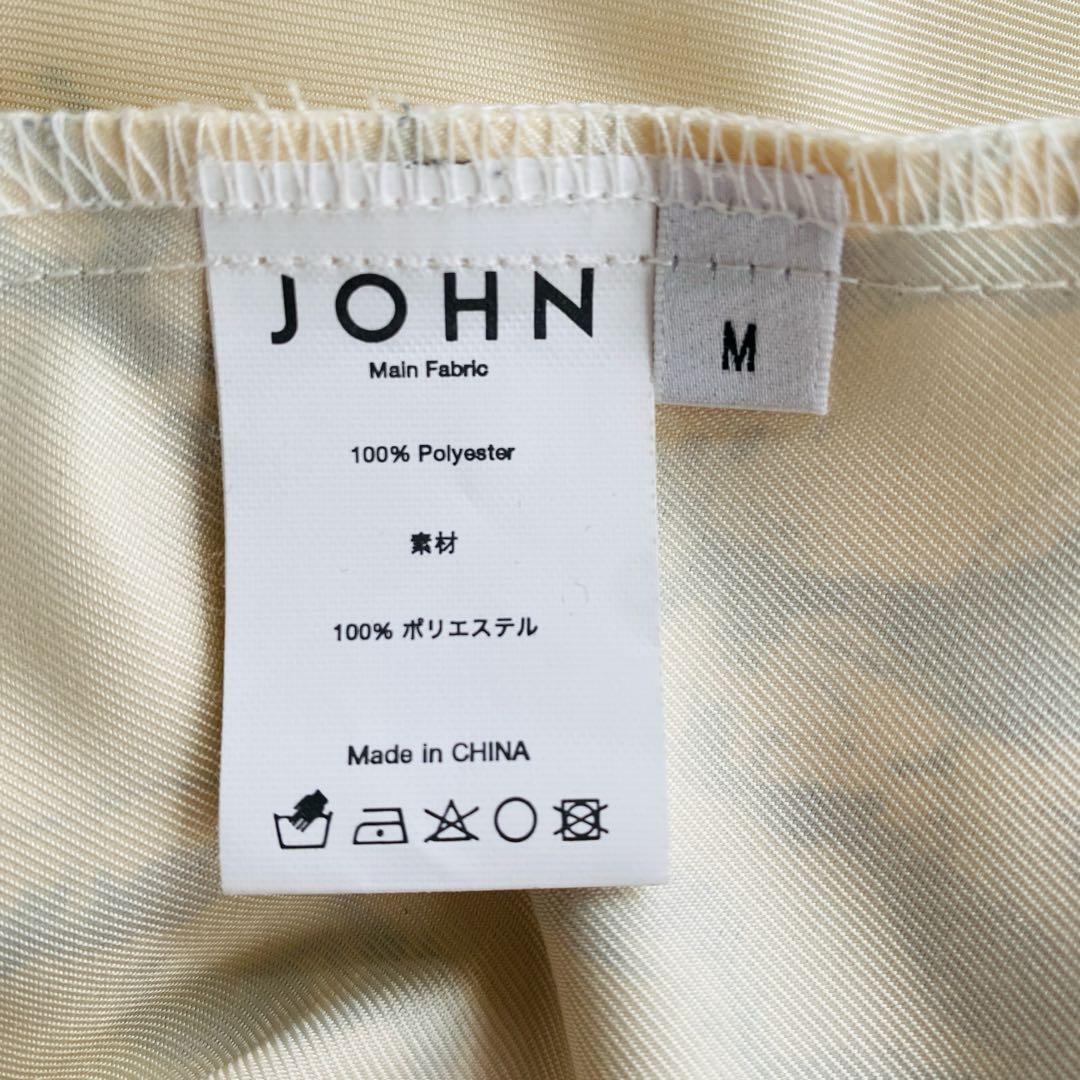 JOHN
Main Fabric
M
100% Polyester
素材
100% ポリエステル
Made in CHINA